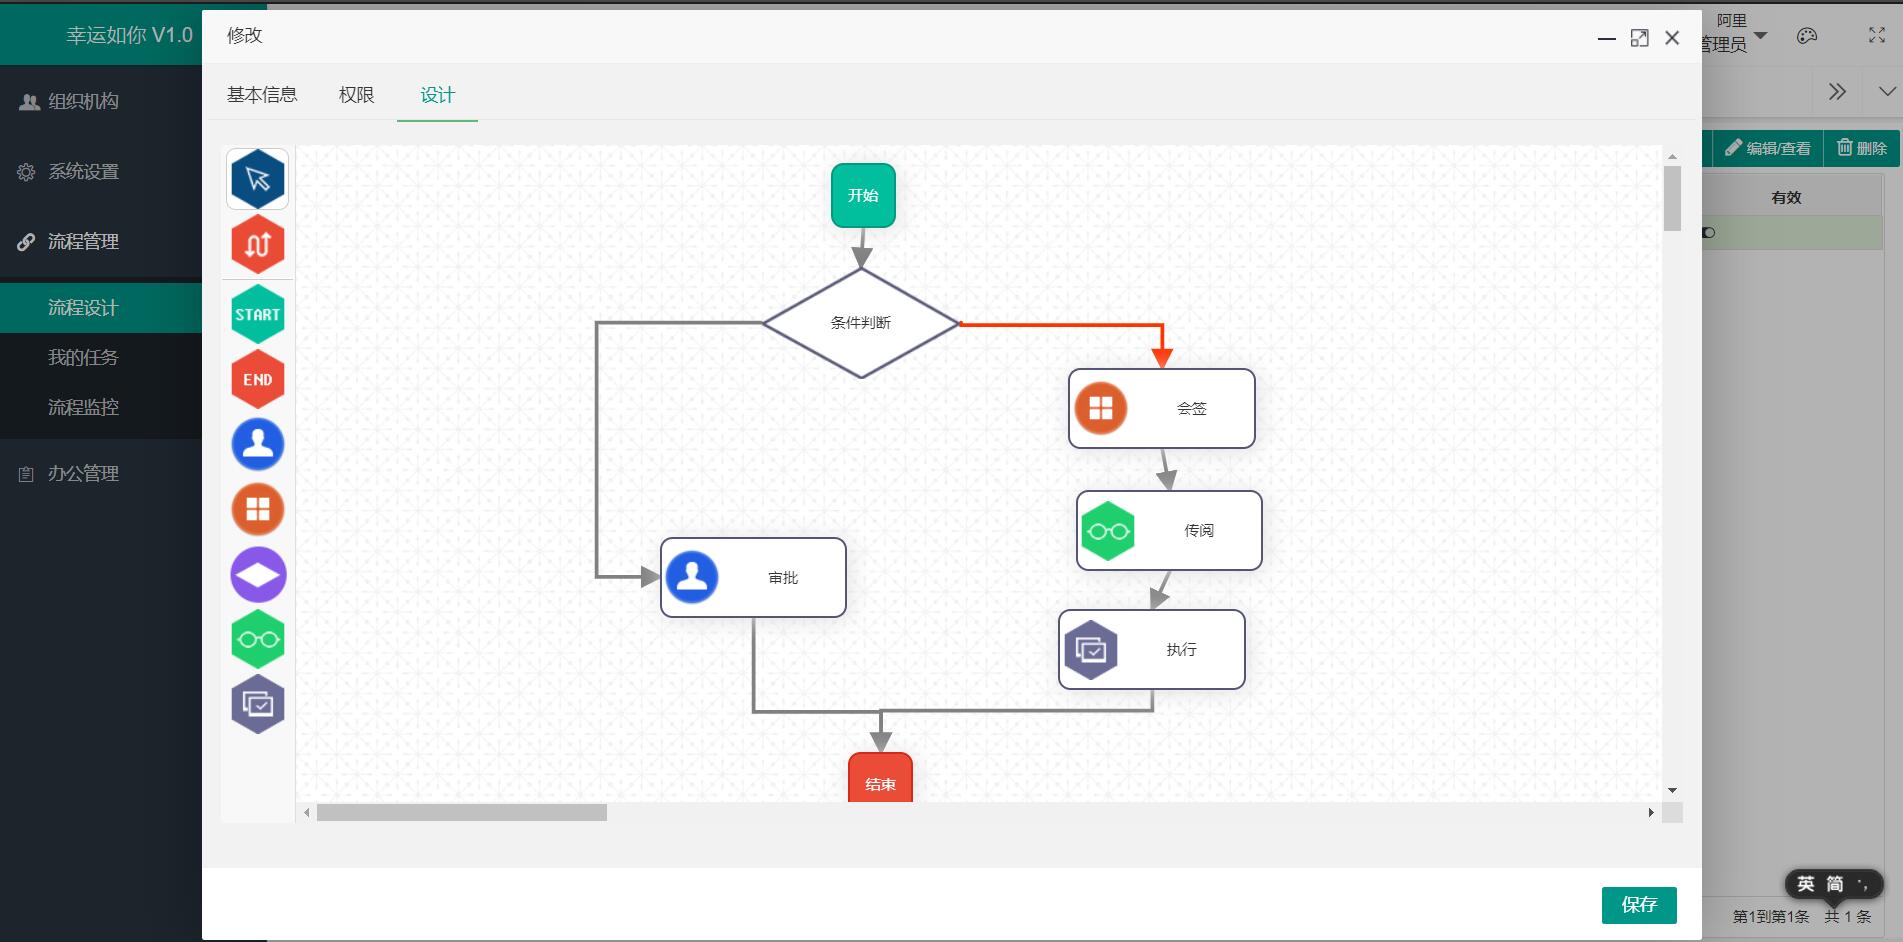 幸运如你 V1.0
组织机构
系统设置
流程管理
流程设计
我的任务
流程监控
办公管理
修改
基本信息 权限 设计
START
END
开始
条件判断
会签
传阅
审批
执行
结束
保存
阿里
管理员
编辑/查看 删除
有效
英 简
第1到第1条 共 1 条